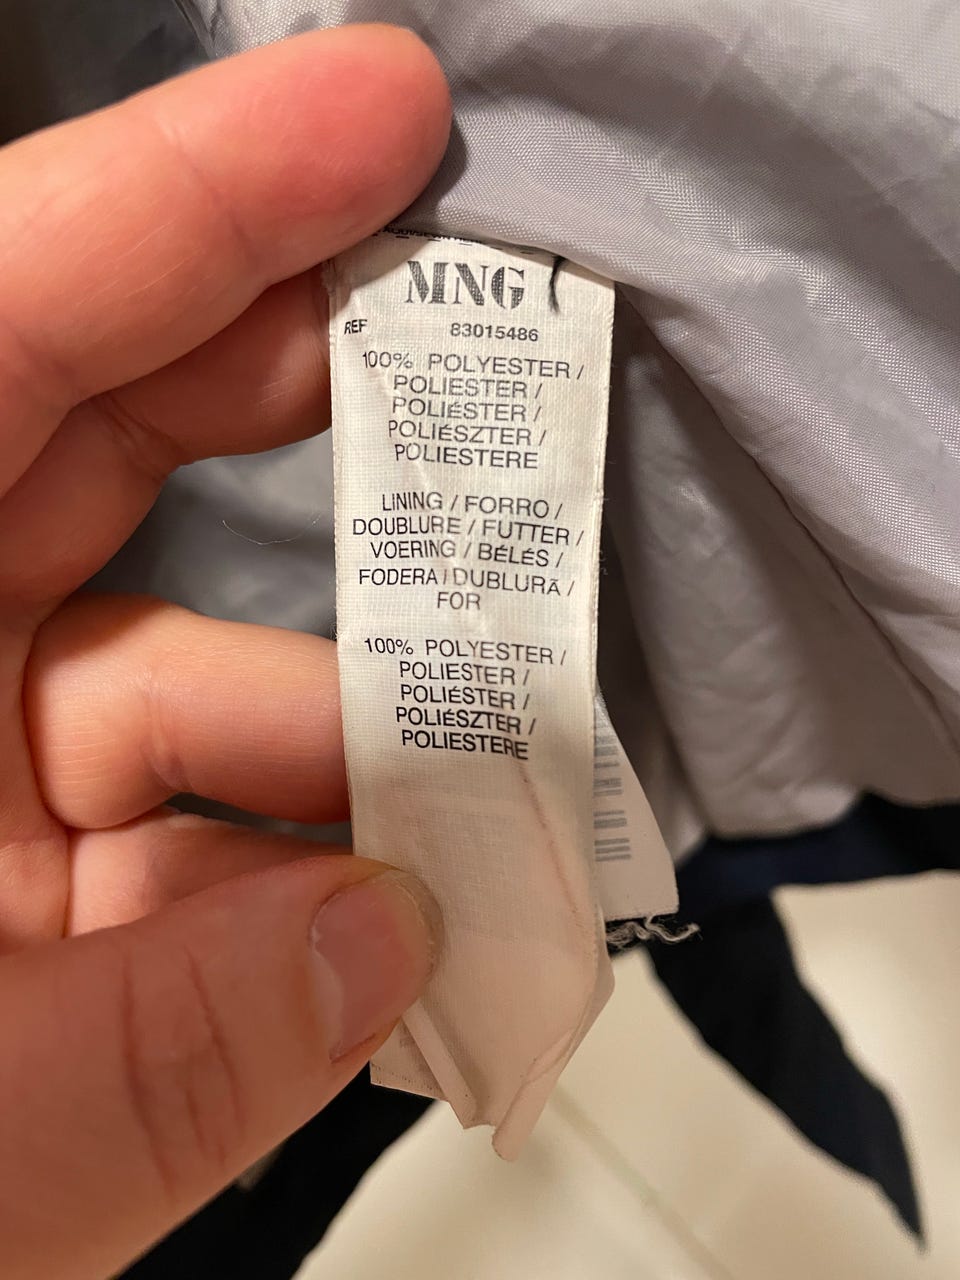 MNG
REF 83015486
100% POLYESTER /
POLIESTER /
POLIÉSTER /
POLIÉSZTER /
POLIESTERE
LINING / FORRO /
DOUBLURE / FUTTER /
VOERING / BÉLÉS /
FODERA / DUBLURĂ /
FOR
100% POLYESTER /
POLIESTER /
POLIÉSTER /
POLIÉSZTER /
POLIESTERE